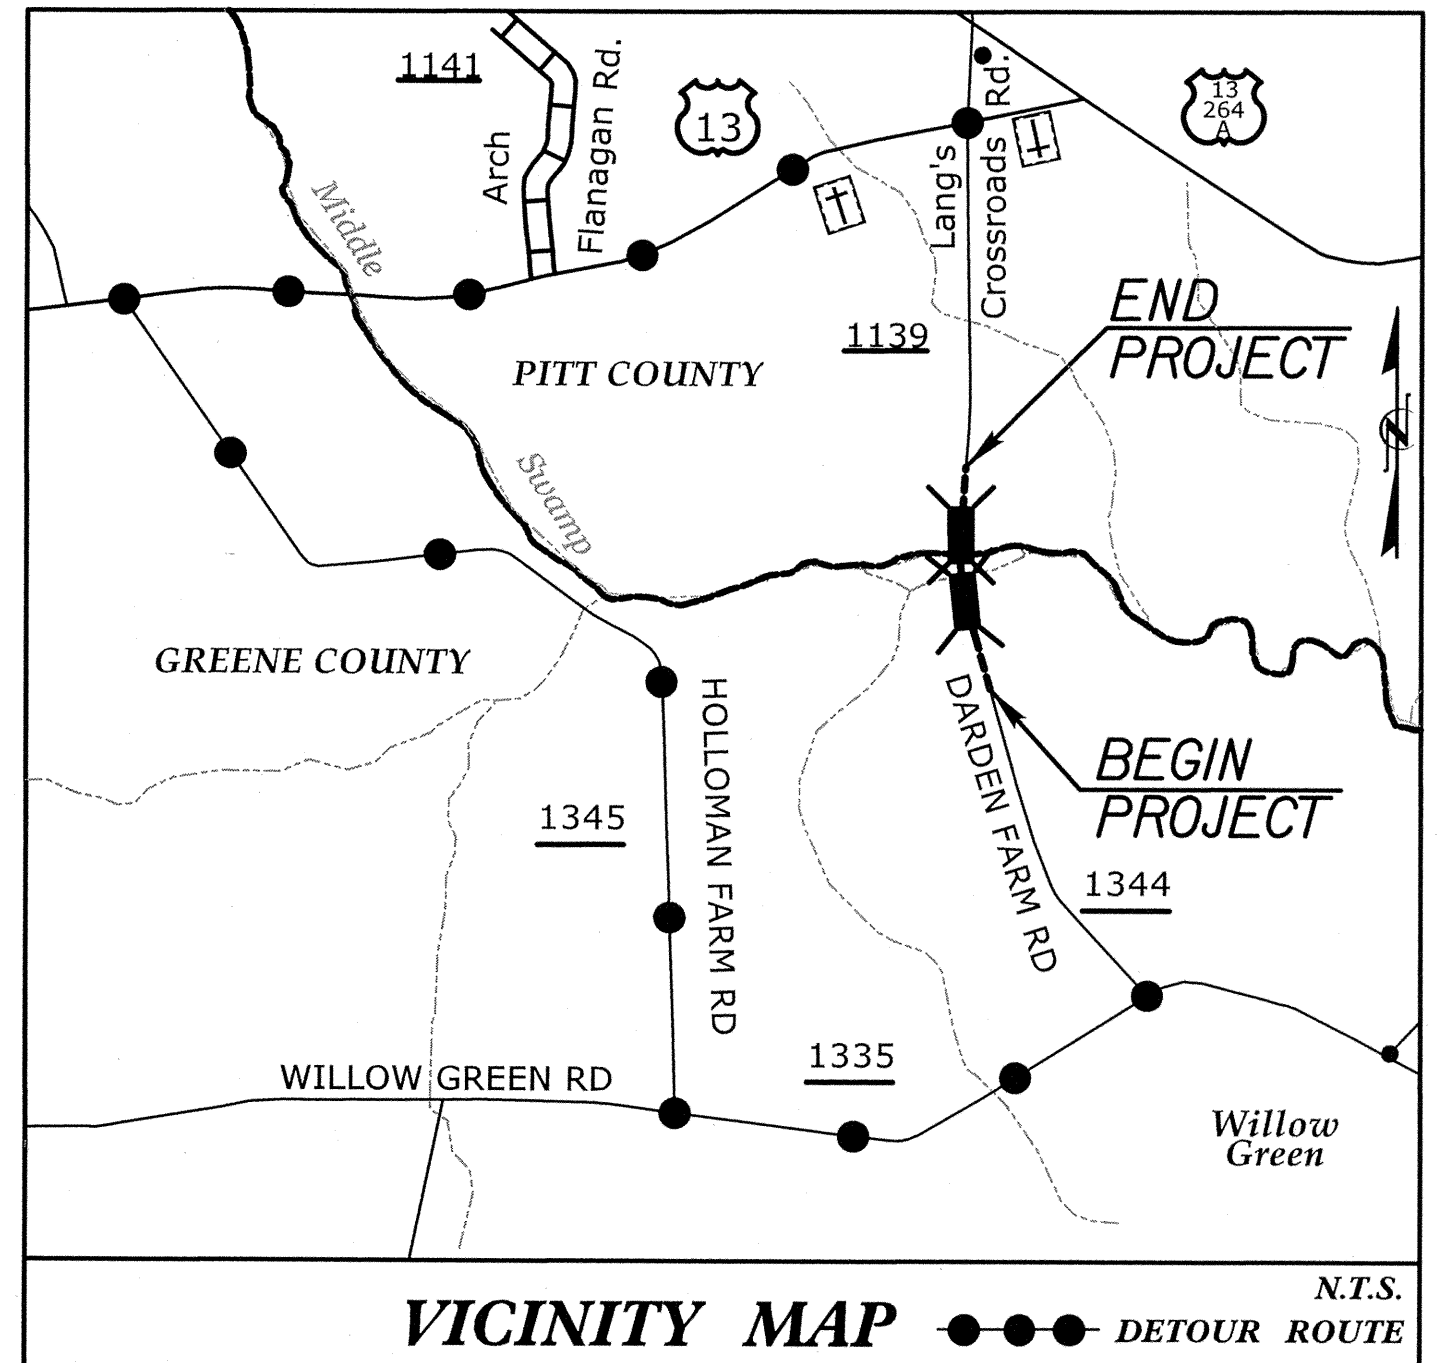 1141
Arch
Flanagan Rd.
13
Lang's
Crossroads Rd.
13
264
A
Middle
Swamp
1139
PITT COUNTY
END
PROJECT
N
GREENE COUNTY
HOLLOMAN FARM RD
DARDEN FARM RD
BEGIN
PROJECT
1345
1344
1335
WILLOW GREEN RD
Willow
Green
N.T.S.
VICINITY MAP
DETOUR ROUTE